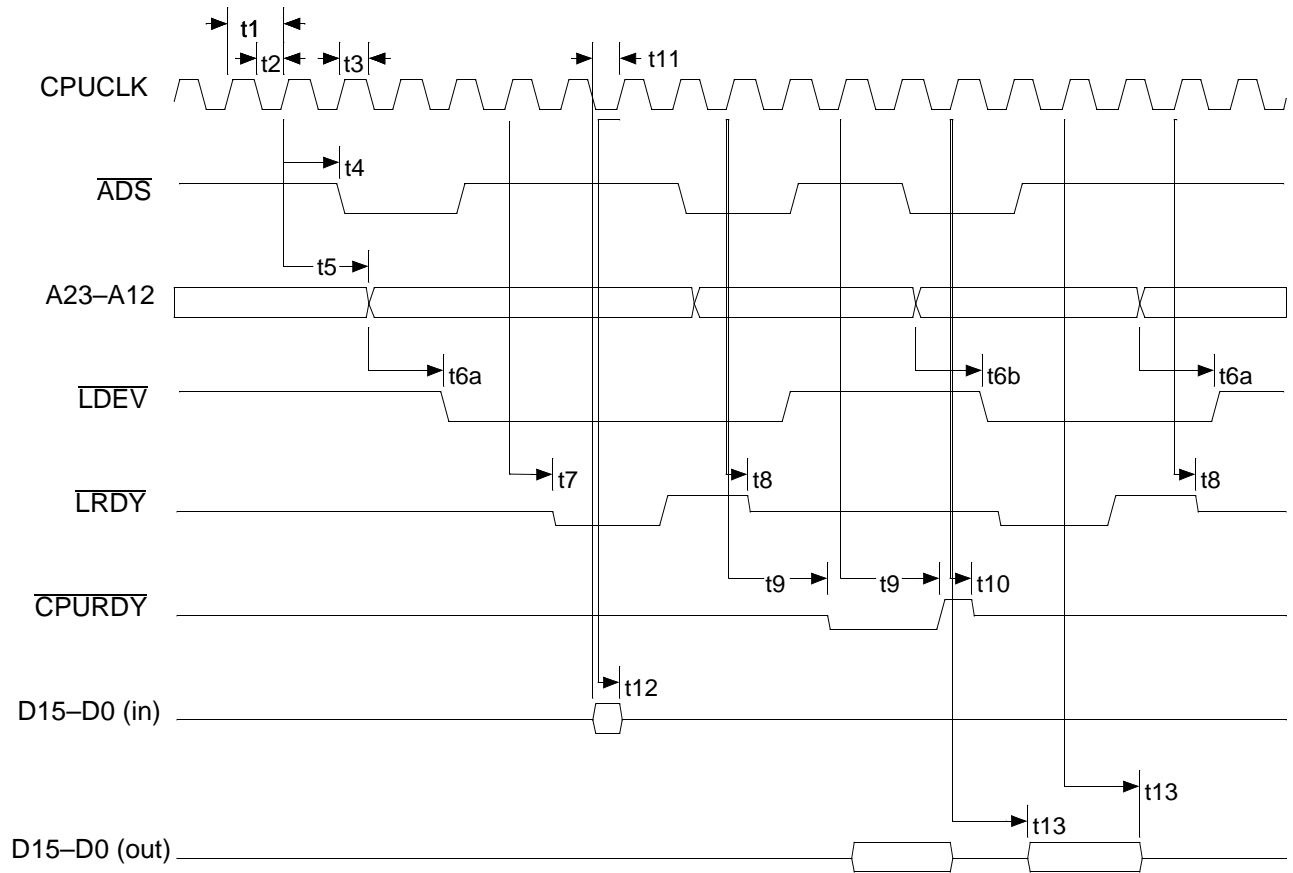 t1
t2 t3 t11
CPUCLK
t4
ADS
t5
A23–A12
t6a t6b t6a
LDEV
t7 t8 t8
LRDY
t9 t9 t10
CPURDY
t12
D15–D0 (in)
t13
t13
D15–D0 (out)